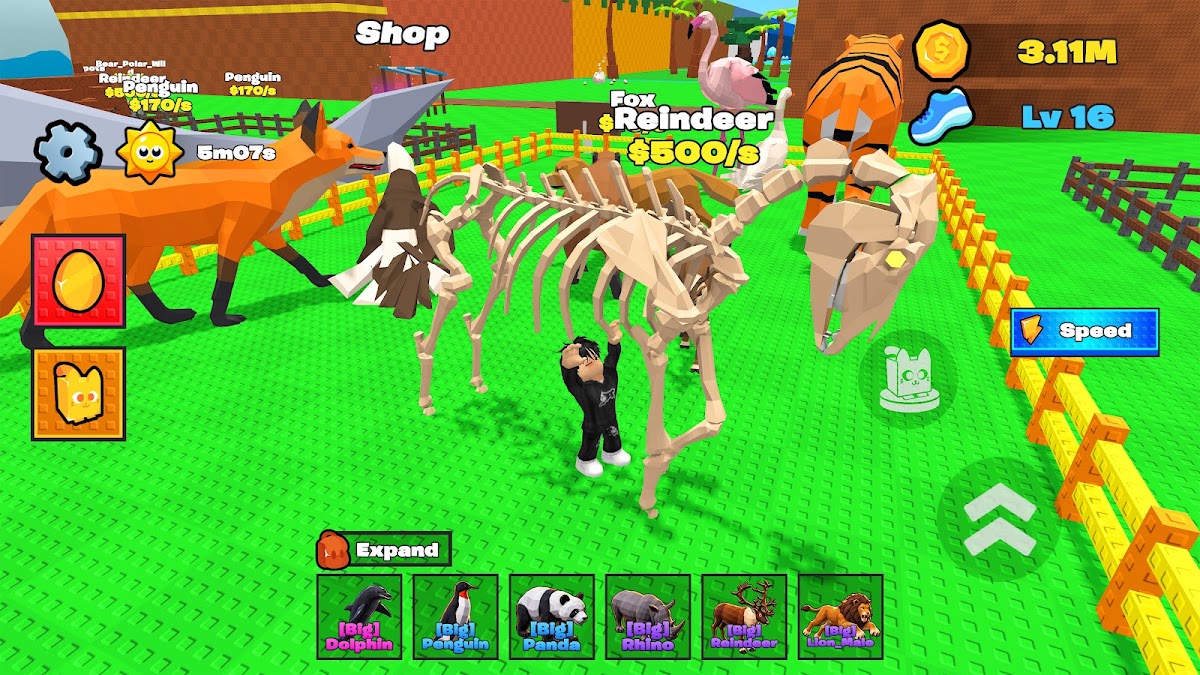 Shop
3.11M
Lv 16
Bear_Polar_Wil
Reindeer
Penguin
$170/s
Penguin
$170/s
5m07s
Fox
Reindeer
$500/s
Speed
Expand
[Big]
Dolphin
[Big]
Penguin
[Big]
Panda
[Big]
Rhino
[Big]
Reindeer
[Big]
Lion_Male